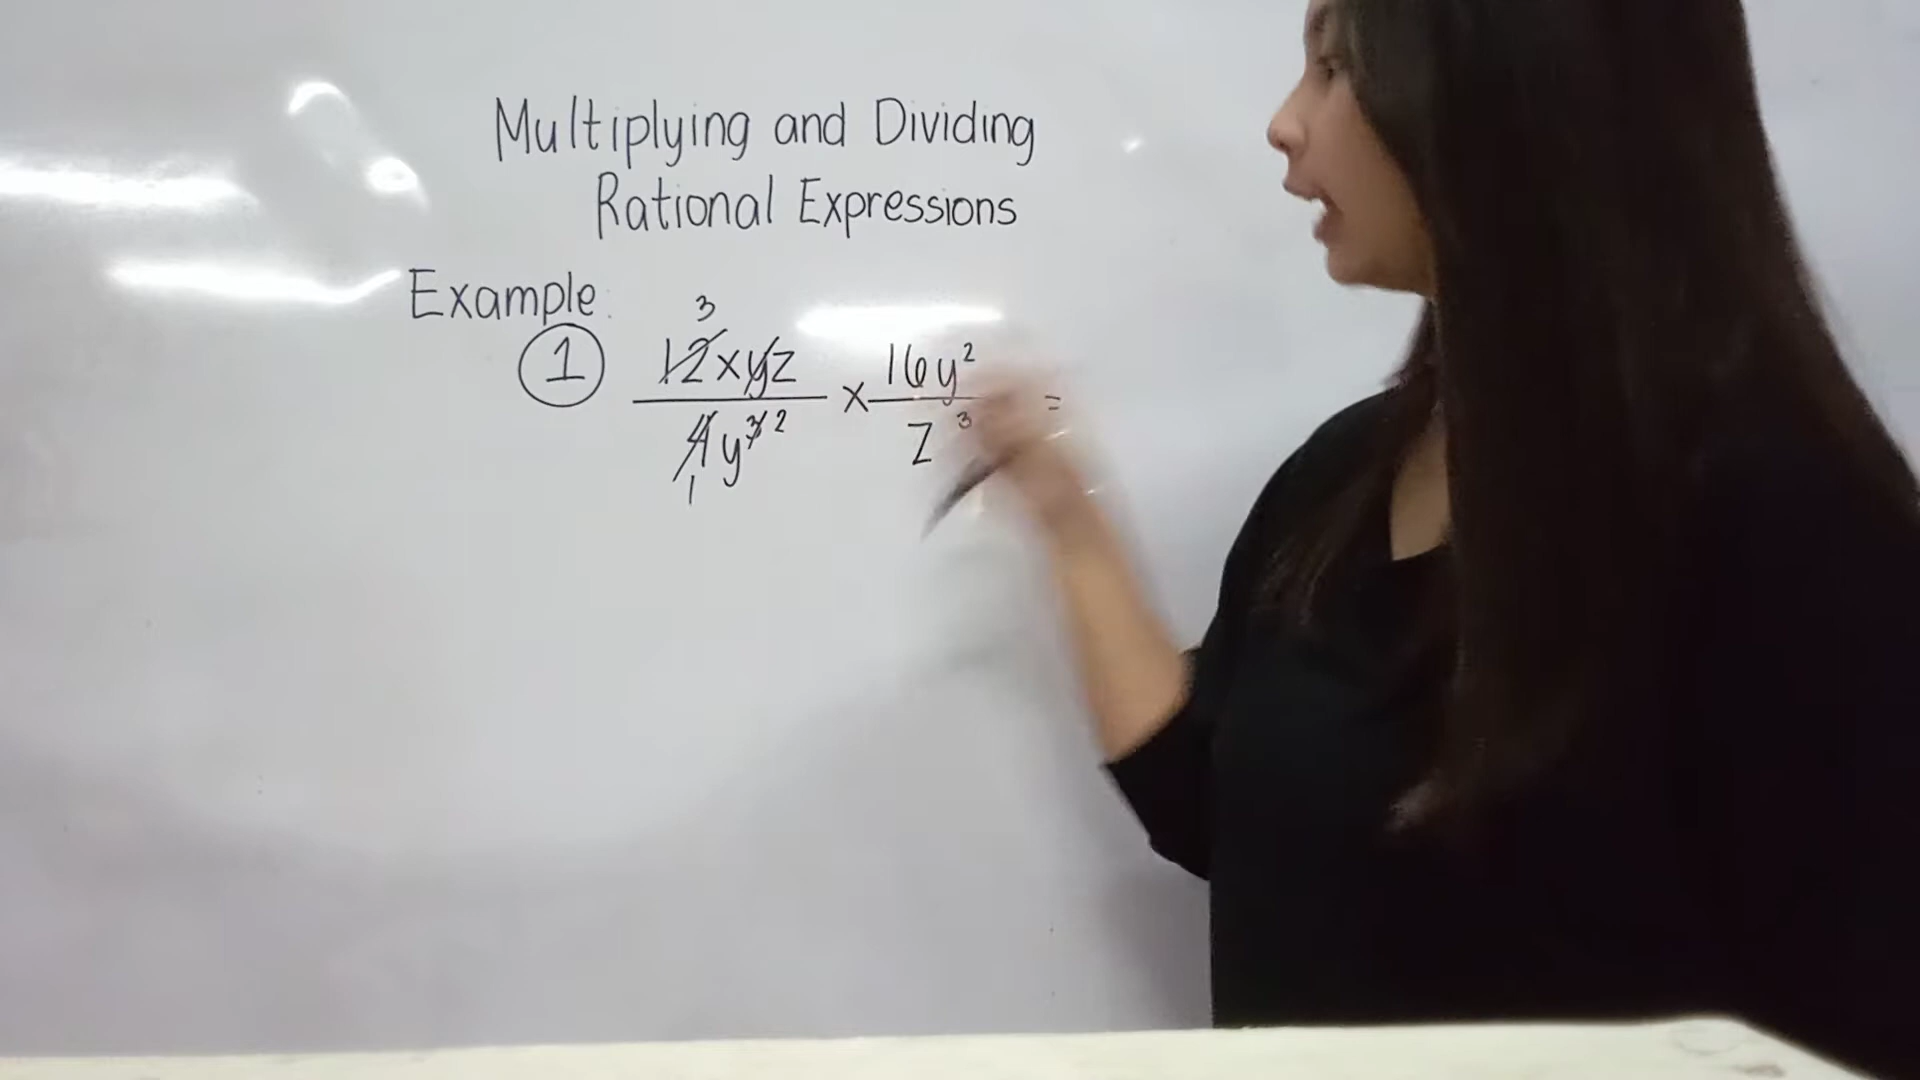 Multiplying and Dividing
Rational Expressions
Example:
3
1 12xyz × 16y² =
4y³ 2 z 3
1